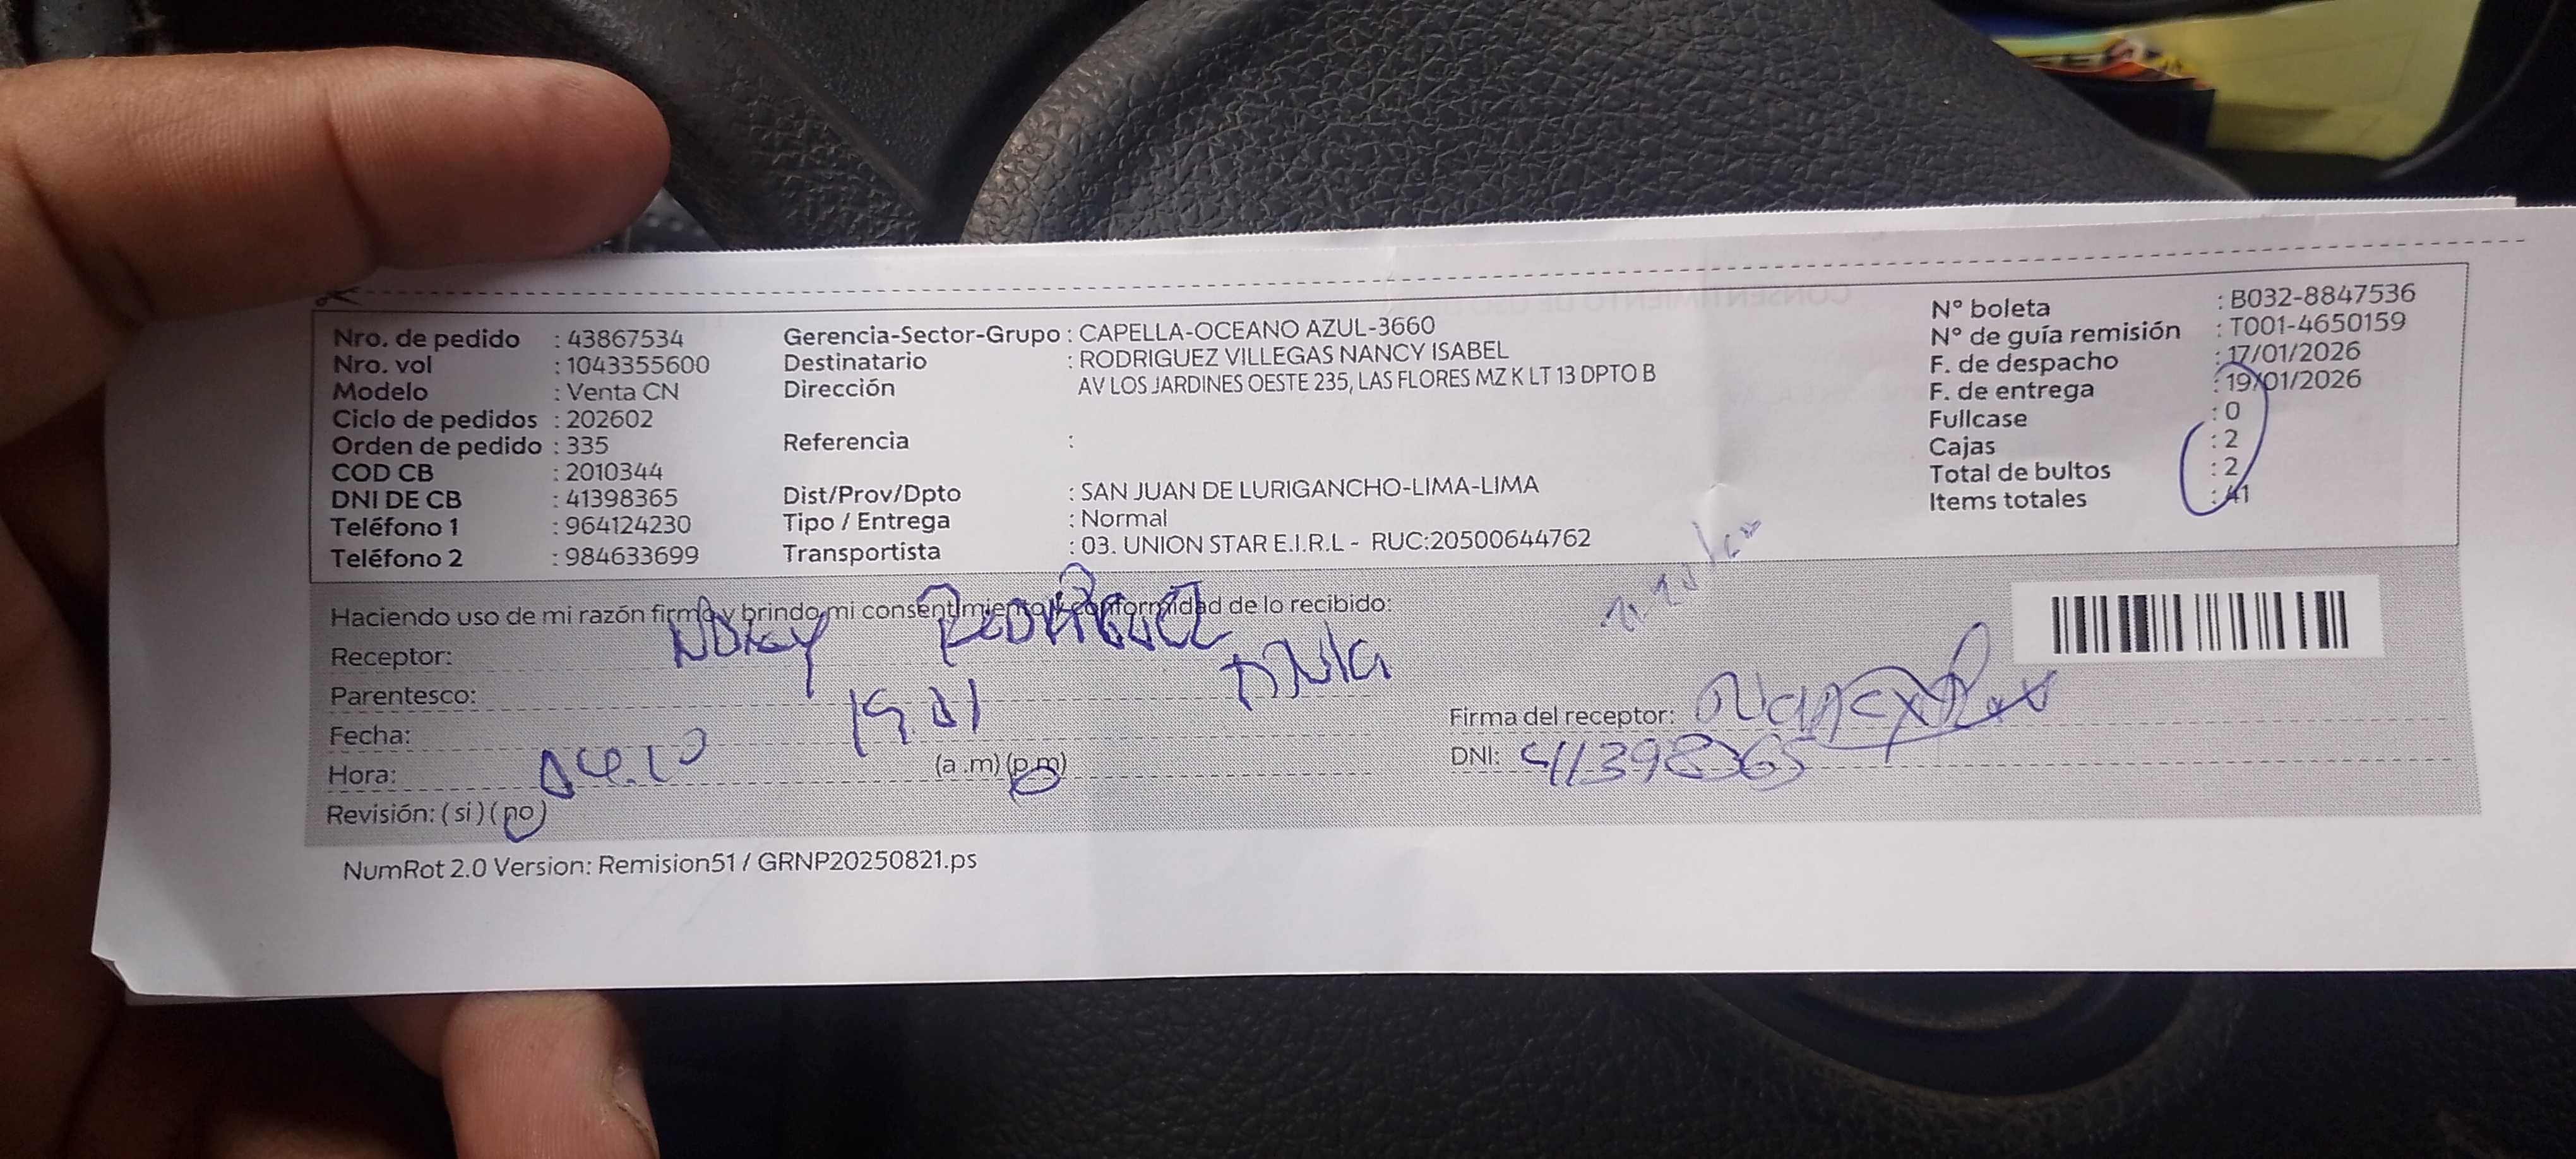 Nro. de pedido : 43867534
Nro. vol : 1043355600
Modelo : Venta CN
Ciclo de pedidos : 202602
Orden de pedido : 335
COD CB : 2010344
DNI DE CB : 41398365
Teléfono 1 : 964124230
Teléfono 2 : 984633699
Gerencia-Sector-Grupo : CAPELLA-OCEANO AZUL-3660
Destinatario : RODRIGUEZ VILLEGAS NANCY ISABEL
Dirección AV LOS JARDINES OESTE 235, LAS FLORES MZ K LT 13 DPTO B
Referencia :
Dist/Prov/Dpto : SAN JUAN DE LURIGANCHO-LIMA-LIMA
Tipo / Entrega : Normal
Transportista : 03. UNION STAR E.I.R.L - RUC:20500644762
N° boleta : B032-8847536
N° de guía remisión : T001-4650159
F. de despacho : 17/01/2026
F. de entrega : 19/01/2026
Fullcase : 0
Cajas : 2
Total de bultos : 2
Items totales : 41
Haciendo uso de mi razón firmo y brindo mi consentimiento y conformidad de lo recibido:
Receptor: Nancy Rodriguez
Parentesco:
Fecha: 19.01
Hora: 04.10 (a .m) (p.m)
Revisión: ( si ) ( no )
Firma del receptor:
DNI: 41398365
NumRot 2.0 Version: Remision51 / GRNP20250821.ps